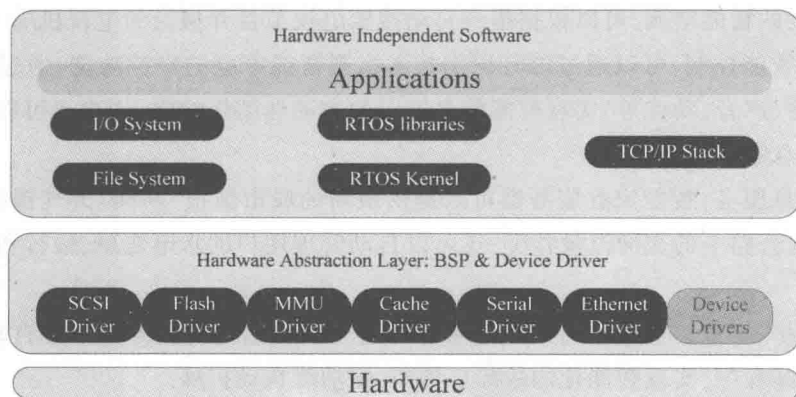 Hardware Independent Software
Applications
I/O System
RTOS libraries
TCP/IP Stack
File System
RTOS Kernel
Hardware Abstraction Layer: BSP & Device Driver
SCSI Driver
Flash Driver
MMU Driver
Cache Driver
Serial Driver
Ethernet Driver
Device Drivers
Hardware